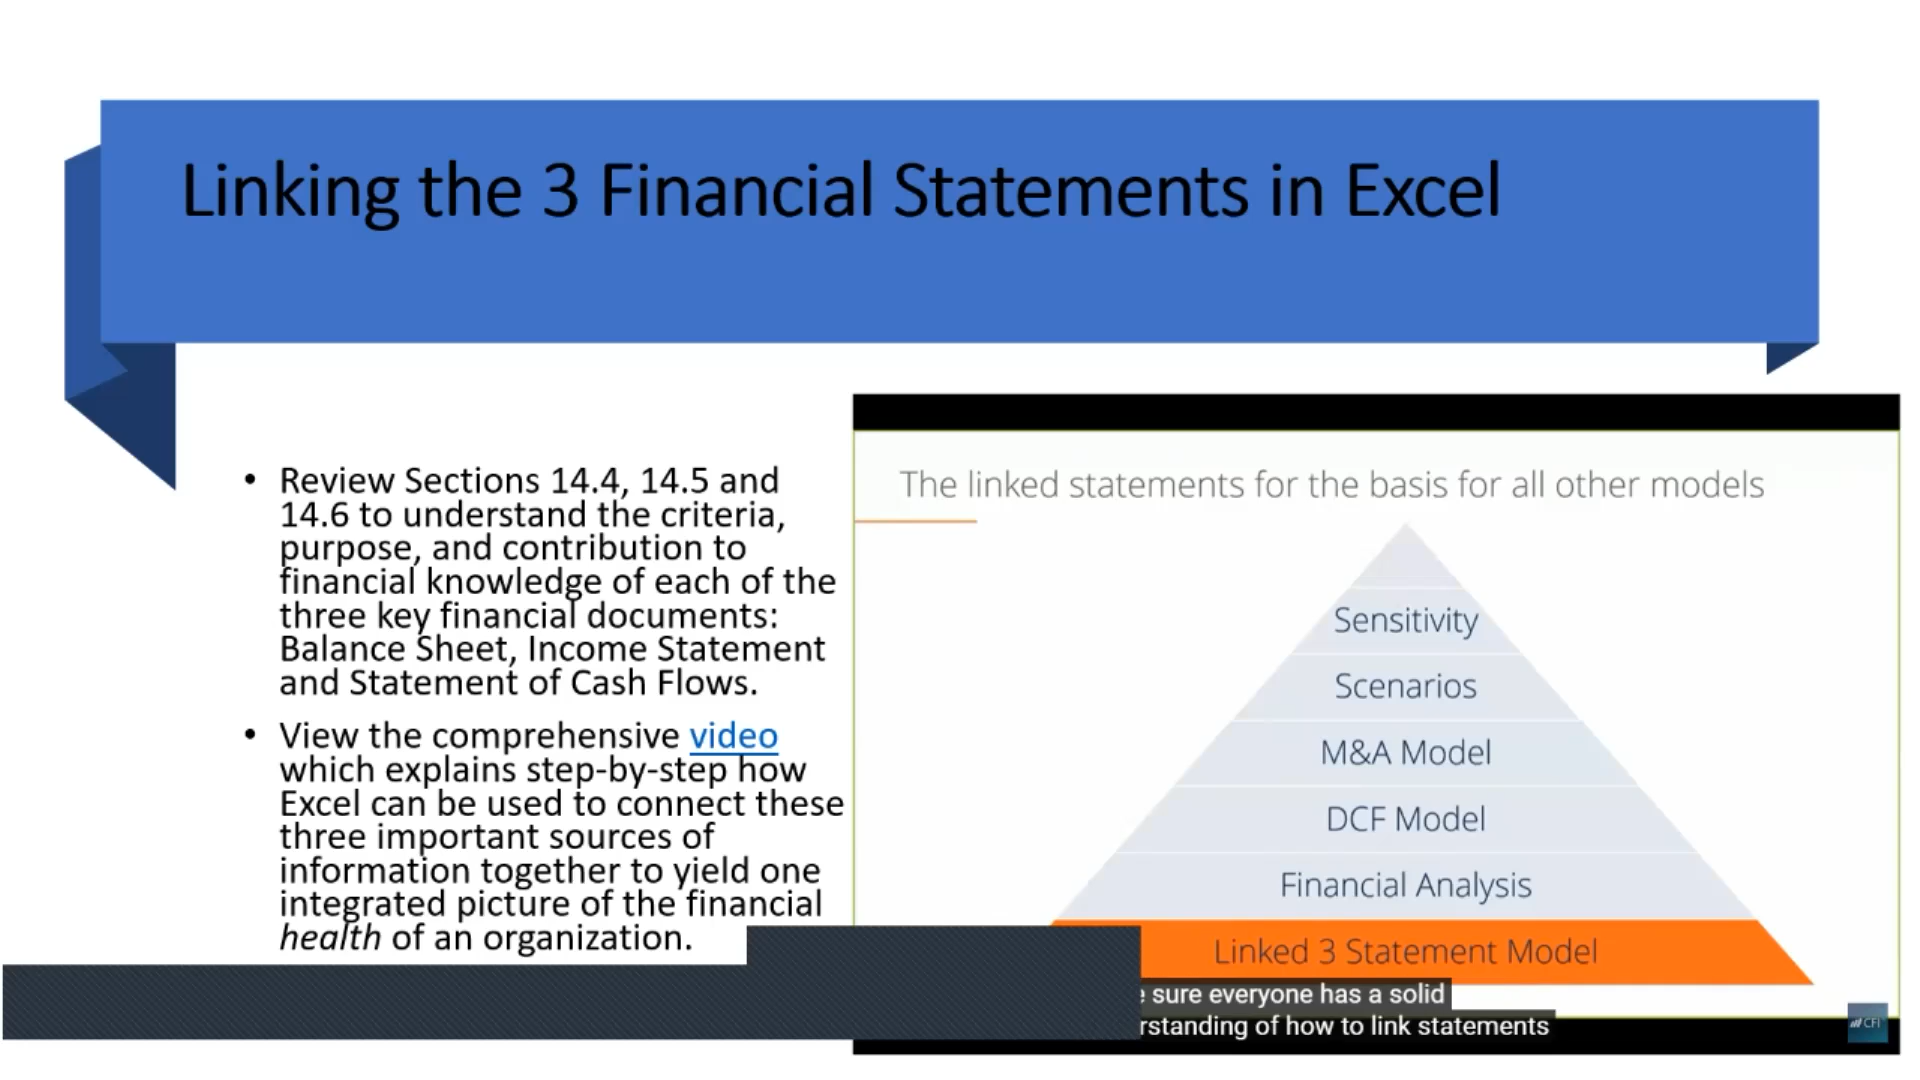 Linking the 3 Financial Statements in Excel
• Review Sections 14.4, 14.5 and
14.6 to understand the criteria,
purpose, and contribution to
financial knowledge of each of the
three key financial documents:
Balance Sheet, Income Statement
and Statement of Cash Flows.
• View the comprehensive video
which explains step-by-step how
Excel can be used to connect these
three important sources of
information together to yield one
integrated picture of the financial
health of an organization.
The linked statements for the basis for all other models
Sensitivity
Scenarios
M&A Model
DCF Model
Financial Analysis
Linked 3 Statement Model
sure everyone has a solid
rstanding of how to link statements
CFI